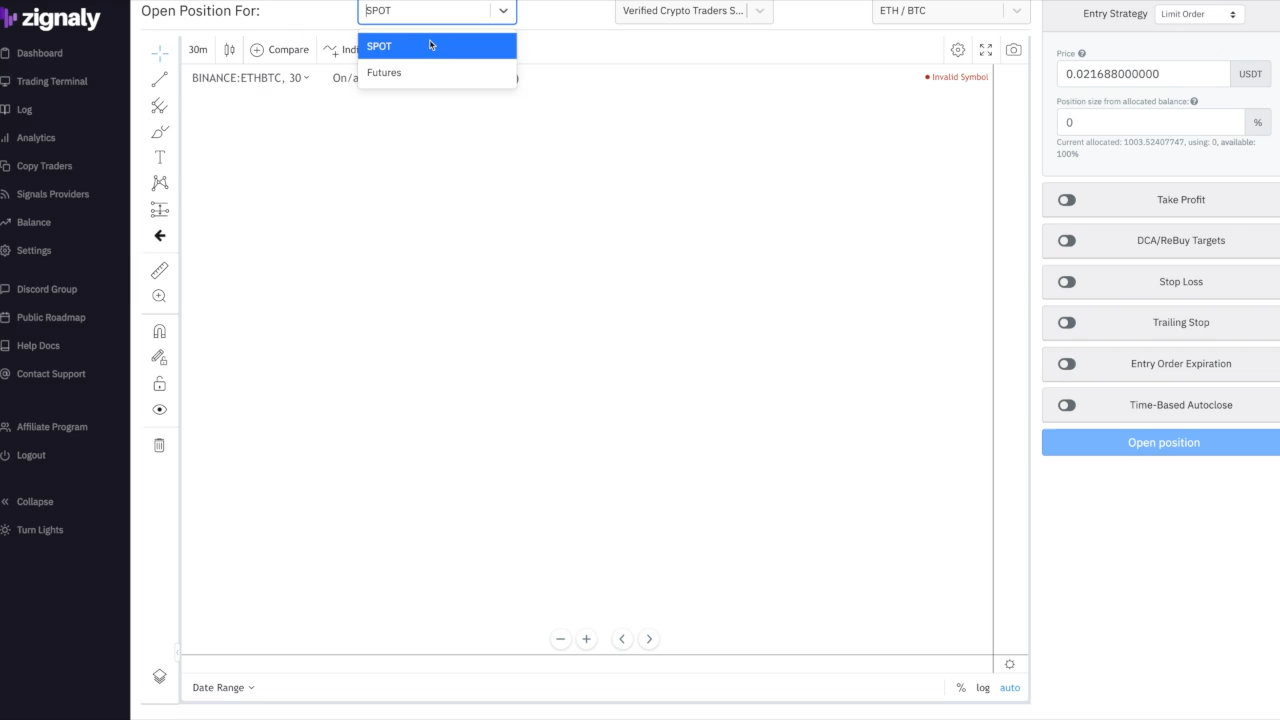 zignaly
Dashboard
Trading Terminal
Log
Analytics
Copy Traders
Signals Providers
Balance
Settings
Discord Group
Public Roadmap
Help Docs
Contact Support
Affiliate Program
Logout
Collapse
Turn Lights
Open Position For:
SPOT
SPOT
Futures
Verified Crypto Traders S...
ETH / BTC
30m
Compare
Indi
BINANCE:ETHBTC, 30
On/a
)
Invalid Symbol
Date Range
% log auto
Entry Strategy Limit Order
Price
0.021688000000 USDT
Position size from allocated balance:
0 %
Current allocated: 1003.52407747, using: 0, available:
100%
Take Profit
DCA/ReBuy Targets
Stop Loss
Trailing Stop
Entry Order Expiration
Time-Based Autoclose
Open position